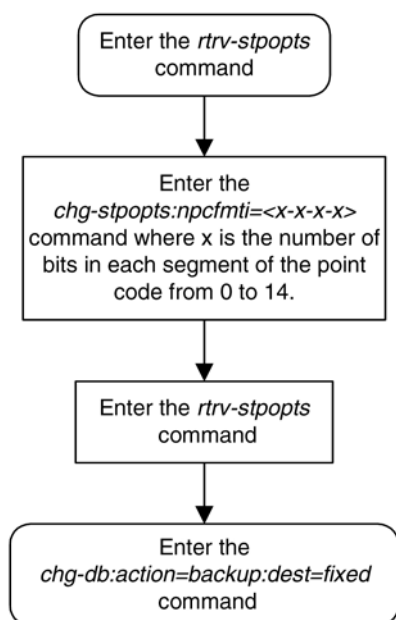 Enter the rtrv-stpopts
command
Enter the
chg-stpopts:npcfmti=<x-x-x-x>
command where x is the number of
bits in each segment of the point
code from 0 to 14.
Enter the rtrv-stpopts
command
Enter the
chg-db:action=backup:dest=fixed
command